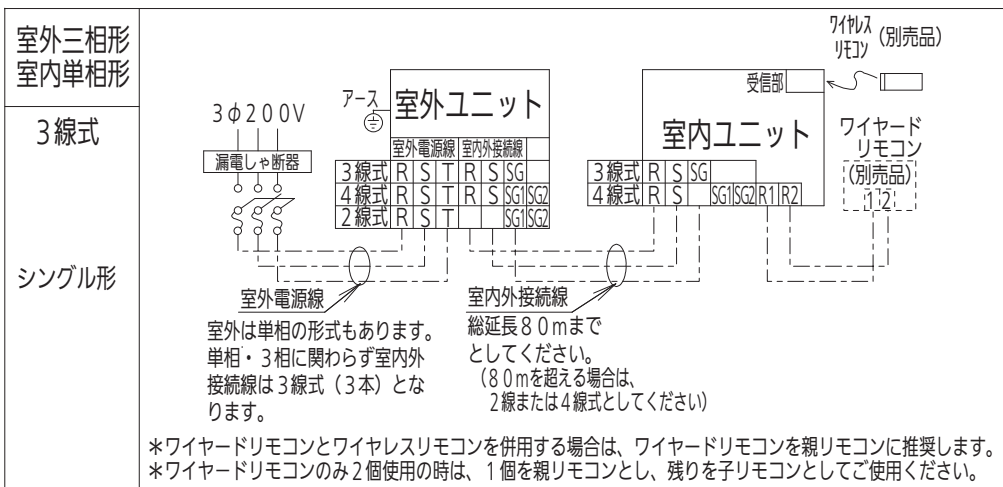 室外三相形
室内単相形
3線式
シングル形
3φ200V
漏電しゃ断器
アース
室外ユニット
室外電源線 室内外接続線
3線式 R S T R S SG
4線式 R S T R S SG1 SG2
2線式 R S T SG1 SG2
室外電源線
室外は単相の形式もあります。
単相・3相に関わらず室内外
接続線は3線式（3本）とな
ります。
室内外接続線
総延長80mまで
としてください。
（80mを超える場合は、
2線または4線式としてください）
受信部
室内ユニット
3線式 R S SG
4線式 R S SG1 SG2 R1 R2
ワイヤレス
リモコン
（別売品）
ワイヤード
リモコン
（別売品）
1 2
＊ワイヤードリモコンとワイヤレスリモコンを併用する場合は、ワイヤードリモコンを親リモコンに推奨します。
＊ワイヤードリモコンのみ2個使用の時は、1個を親リモコンとし、残りを子リモコンとしてご使用ください。